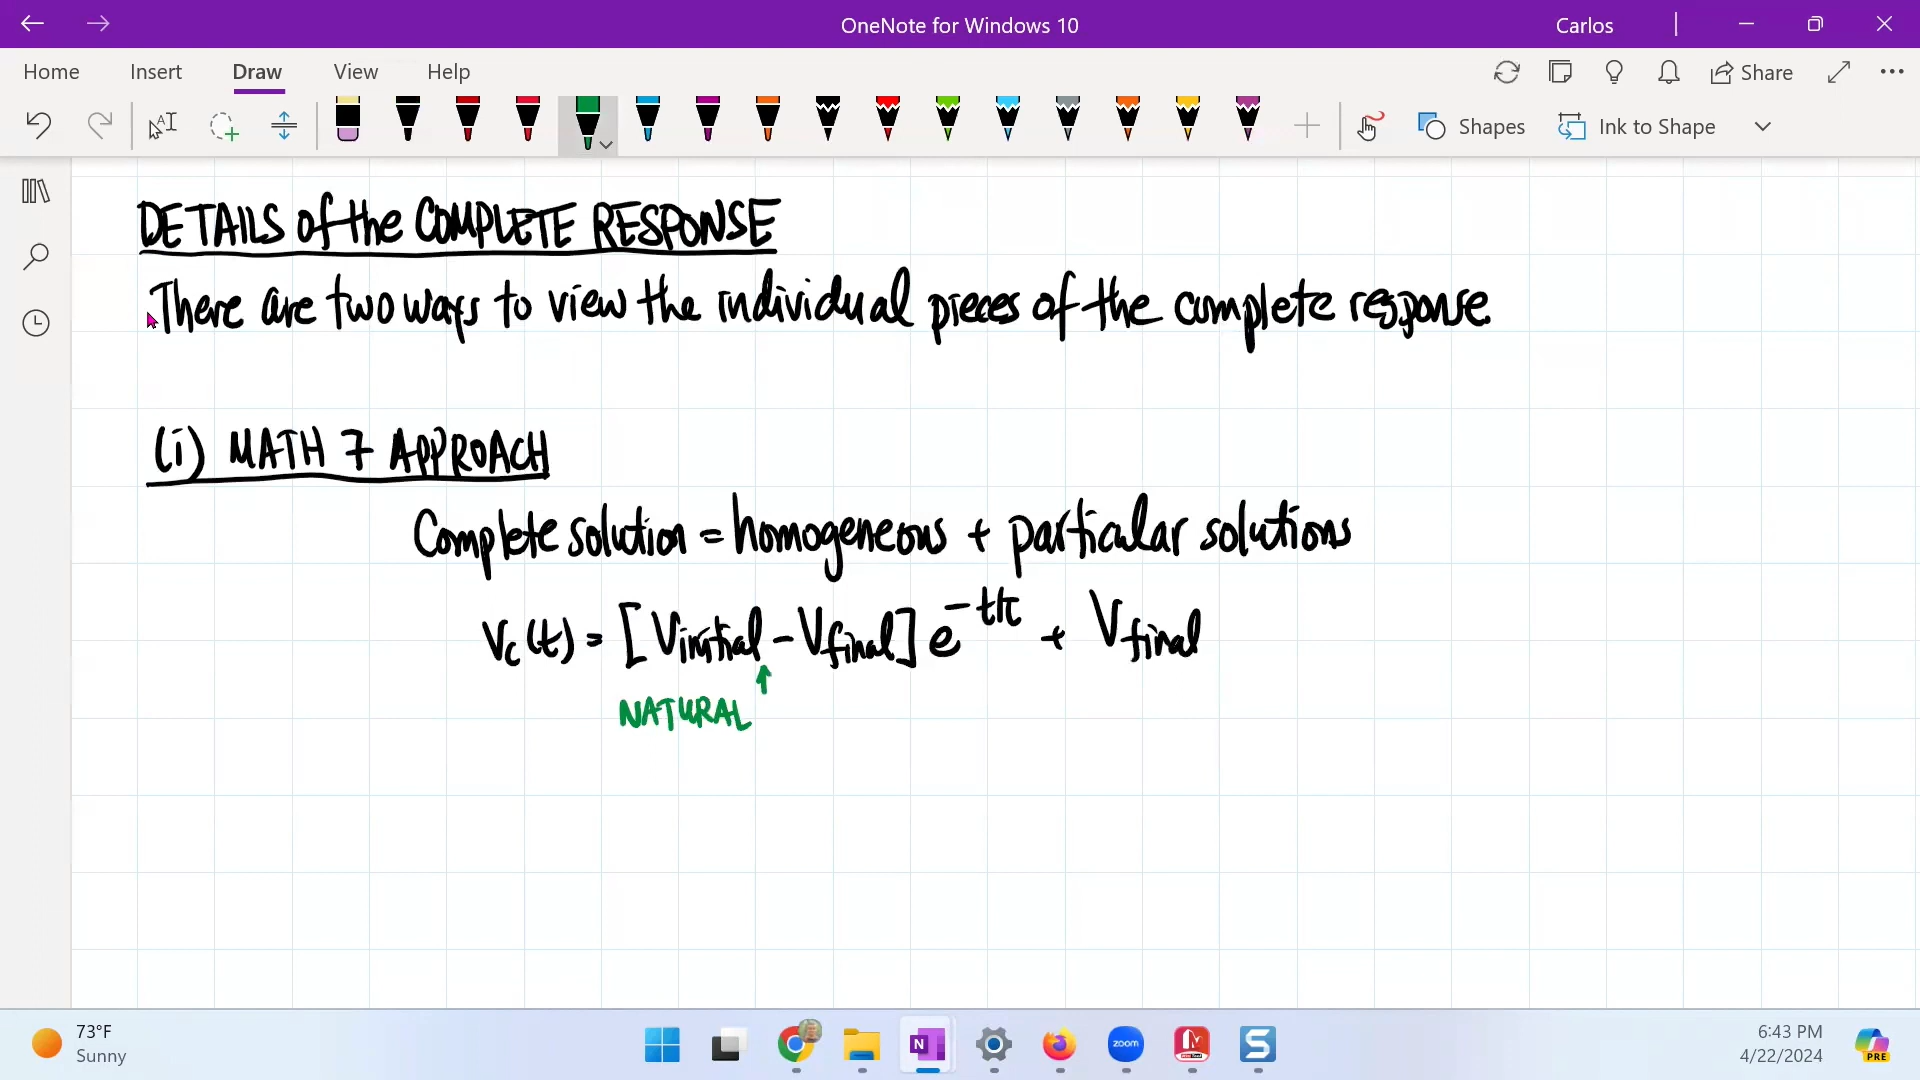 OneNote for Windows 10
Carlos
Home Insert Draw View Help
Share
Shapes
Ink to Shape
DETAILS of the COMPLETE RESPONSE
There are two ways to view the individual pieces of the complete response
(i) MATH 7 APPROACH
Complete solution = homogeneous + particular solutions
Vc(t) = [Vinitial - Vfinal] e^-t/τ + Vfinal
NATURAL
73°F
Sunny
zoom
6:43 PM
4/22/2024
PRE